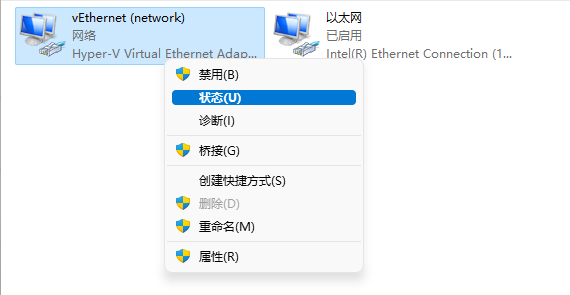 vEthernet (network)
网络
Hyper-V Virtual Ethernet Adap...
以太网
已启用
Intel(R) Ethernet Connection (1...
禁用(B)
状态(U)
诊断(I)
桥接(G)
创建快捷方式(S)
删除(D)
重命名(M)
属性(R)